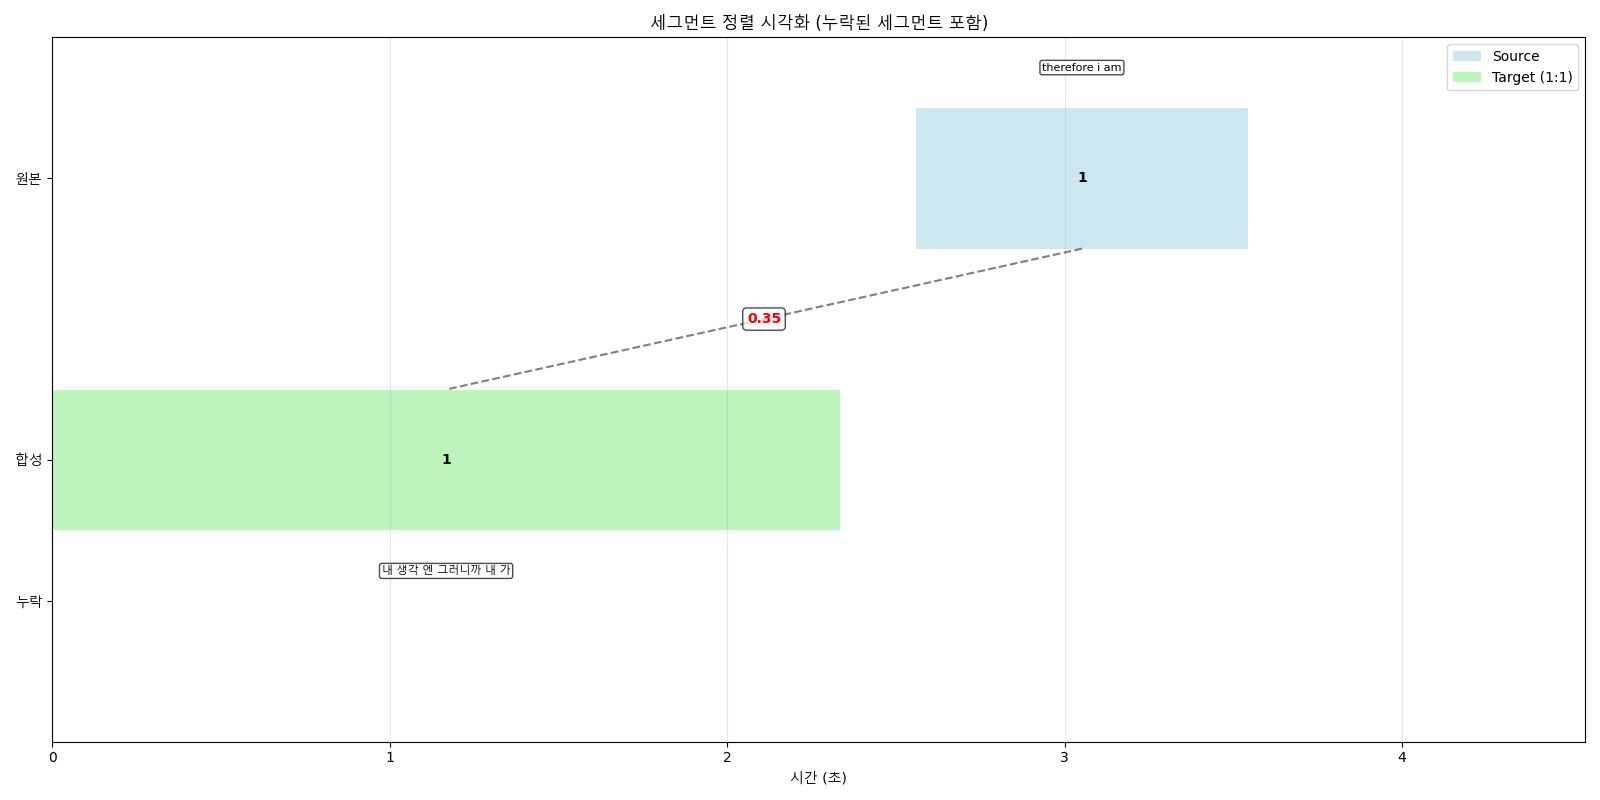 세그먼트 정렬 시각화 (누락된 세그먼트 포함)
Source
Target (1:1)
therefore i am
원본
1
0.35
합성
1
내 생각 엔 그러니까 내 가
누락
0 1 2 3 4
시간 (초)